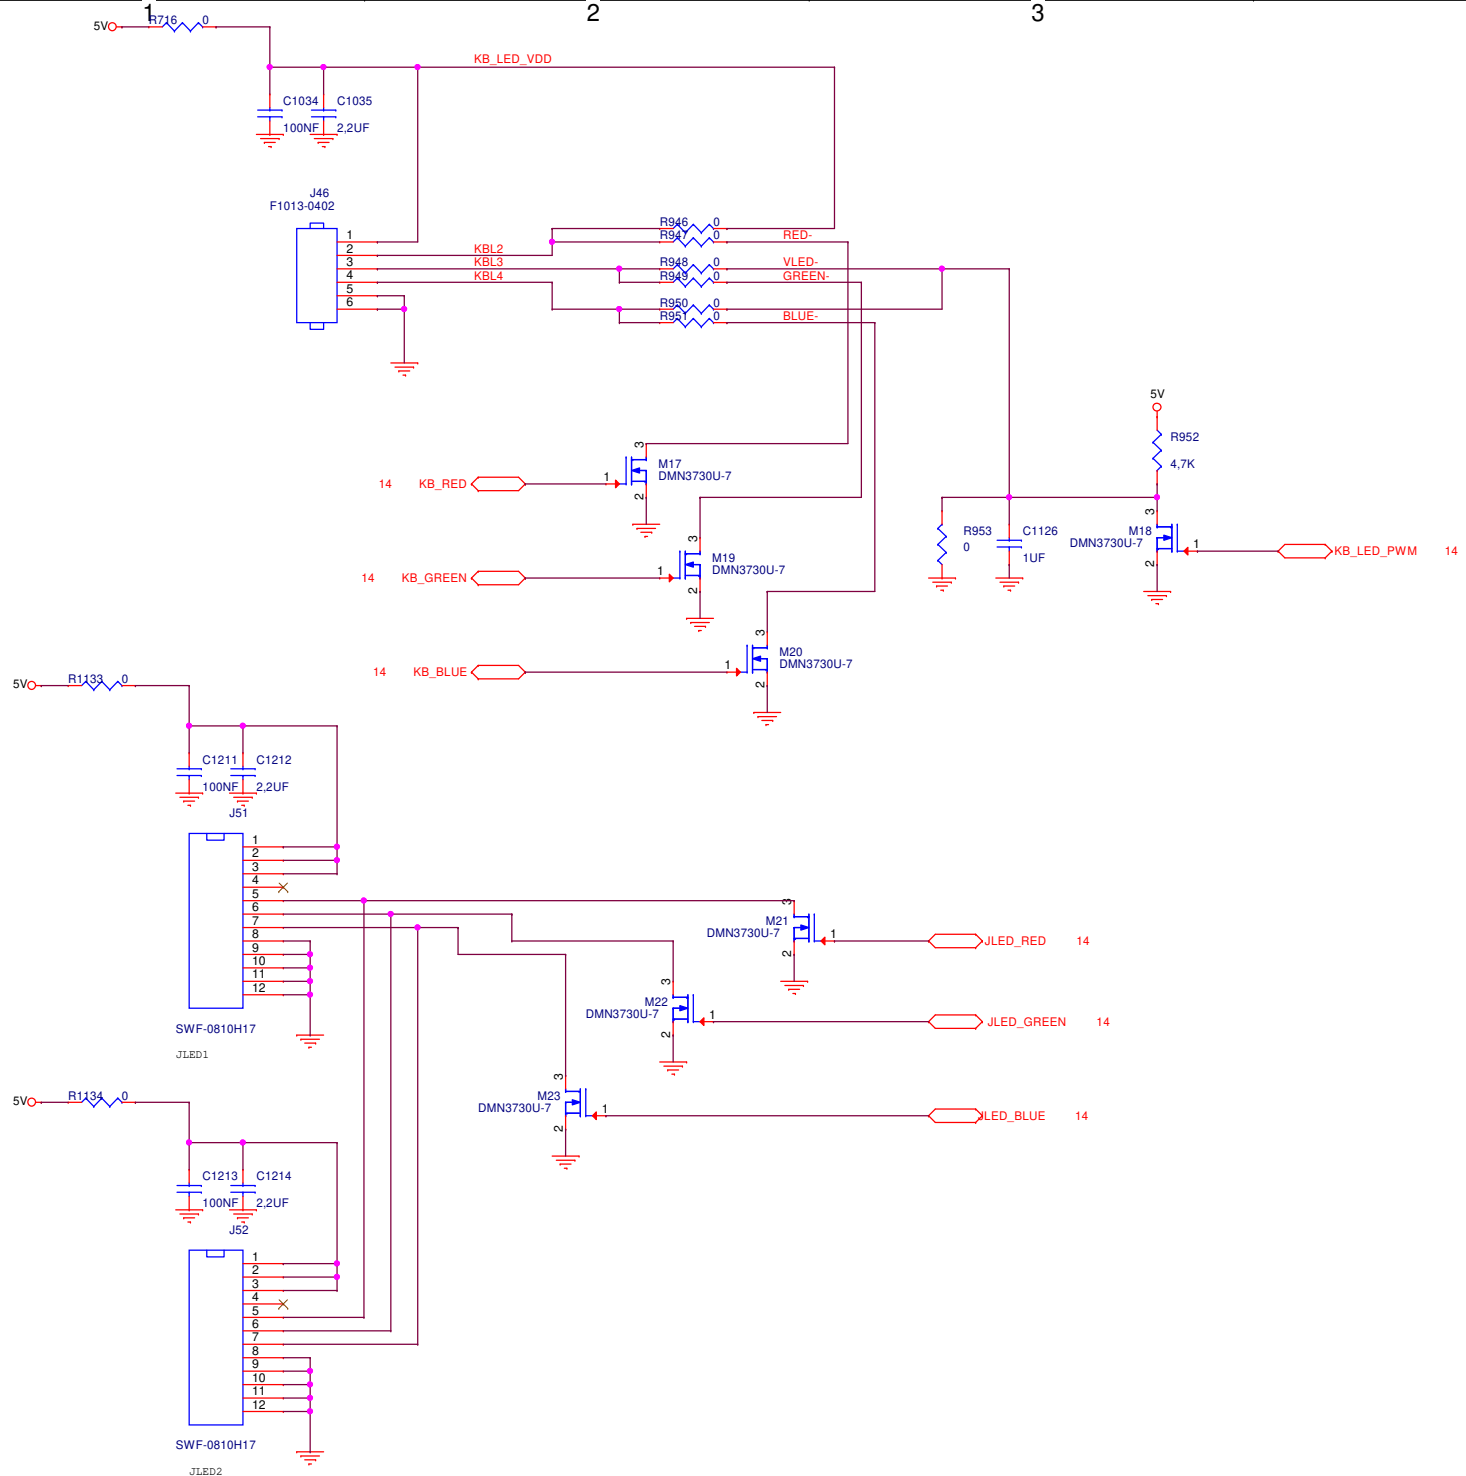 1
2
3
5V
R716
0
KB_LED_VDD
C1034
C1035
100NF
2,2UF
J46
F1013-0402
1
2
3
4
5
6
KBL2
KBL3
KBL4
R946
0
R947
0
RED-
R948
0
VLED-
R949
0
GREEN-
R950
0
R951
0
BLUE-
5V
R952
4,7K
14
KB_RED
1
3
2
M17
DMN3730U-7
14
KB_GREEN
1
3
2
M19
DMN3730U-7
14
KB_BLUE
1
3
2
M20
DMN3730U-7
R953
0
C1126
1UF
M18
DMN3730U-7
3
2
1
KB_LED_PWM
14
5V
R1133
0
C1211
C1212
100NF
2,2UF
J51
1
2
3
4
5
6
7
8
9
10
11
12
SWF-0810H17
JLED1
M21
DMN3730U-7
3
2
1
JLED_RED
14
M22
DMN3730U-7
3
2
1
JLED_GREEN
14
M23
DMN3730U-7
3
2
1
JLED_BLUE
14
5V
R1134
0
C1213
C1214
100NF
2,2UF
J52
1
2
3
4
5
6
7
8
9
10
11
12
SWF-0810H17
JLED2